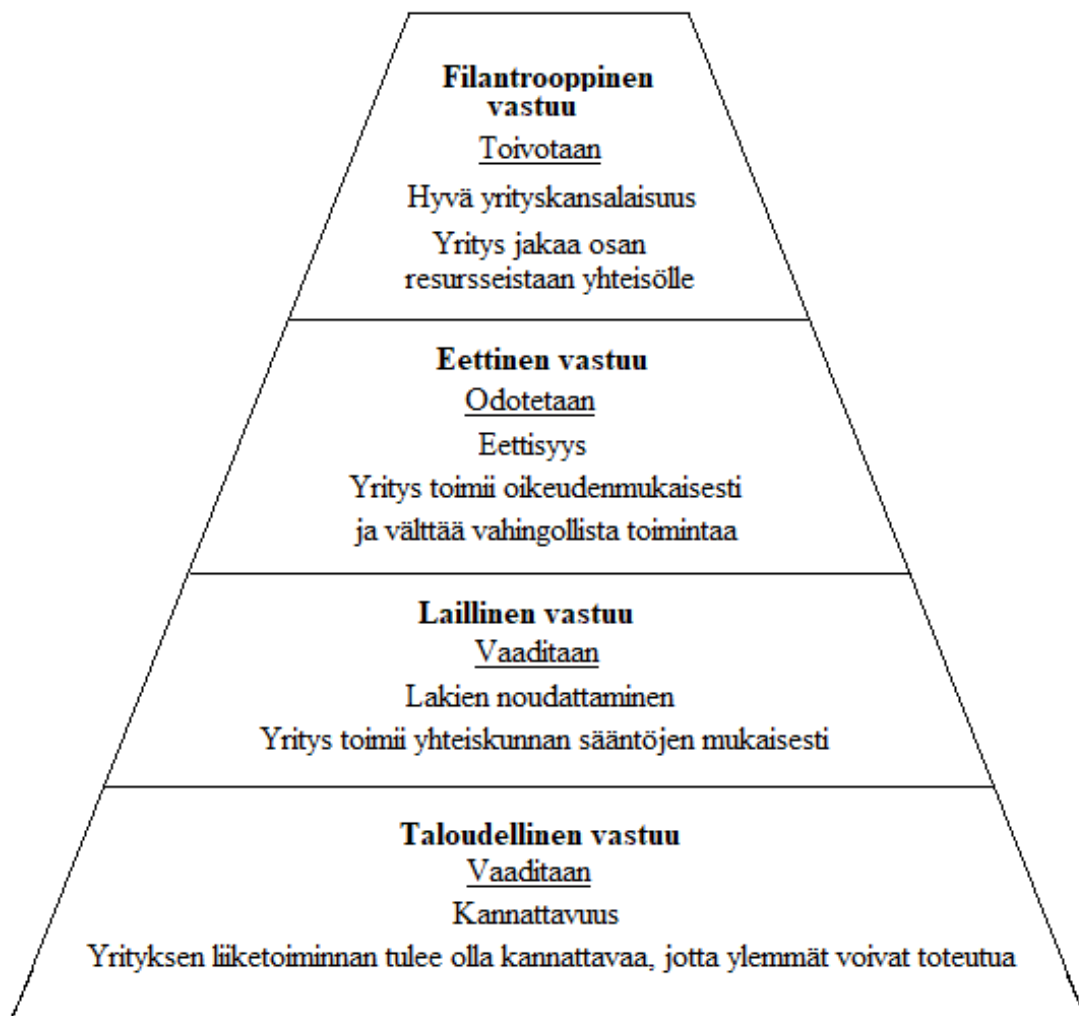 Filantrooppinen
vastuu
Toivotaan
Hyvä yrityskansalaisuus
Yritys jakaa osan
resursseistaan yhteisölle
Eettinen vastuu
Odotetaan
Eettisyys
Yritys toimii oikeudenmukaisesti
ja välttää vahingollista toimintaa
Laillinen vastuu
Vaaditaan
Lakien noudattaminen
Yritys toimii yhteiskunnan sääntöjen mukaisesti
Taloudellinen vastuu
Vaaditaan
Kannattavuus
Yrityksen liiketoiminnan tulee olla kannattavaa, jotta ylemmät voivat toteutua